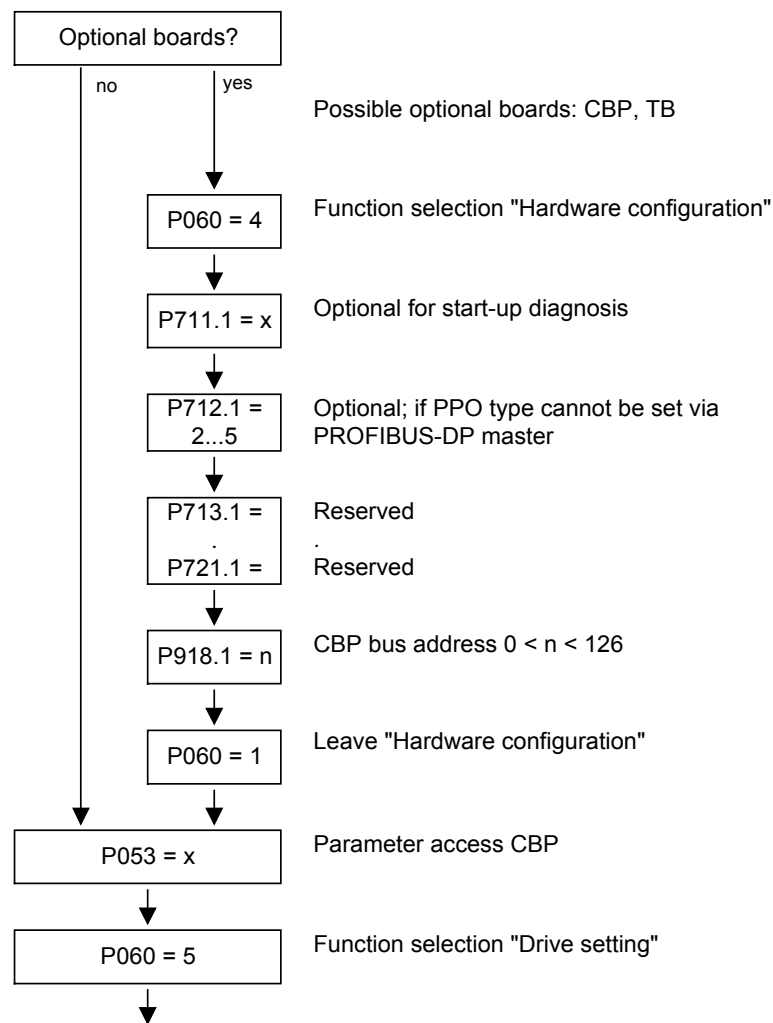 Optional boards?
no
yes
Possible optional boards: CBP, TB
P060 = 4
Function selection "Hardware configuration"
P711.1 = x
Optional for start-up diagnosis
P712.1 =
2...5
Optional; if PPO type cannot be set via
PROFIBUS-DP master
P713.1 =
.
P721.1 =
Reserved
.
Reserved
P918.1 = n
CBP bus address 0 < n < 126
P060 = 1
Leave "Hardware configuration"
P053 = x
Parameter access CBP
P060 = 5
Function selection "Drive setting"